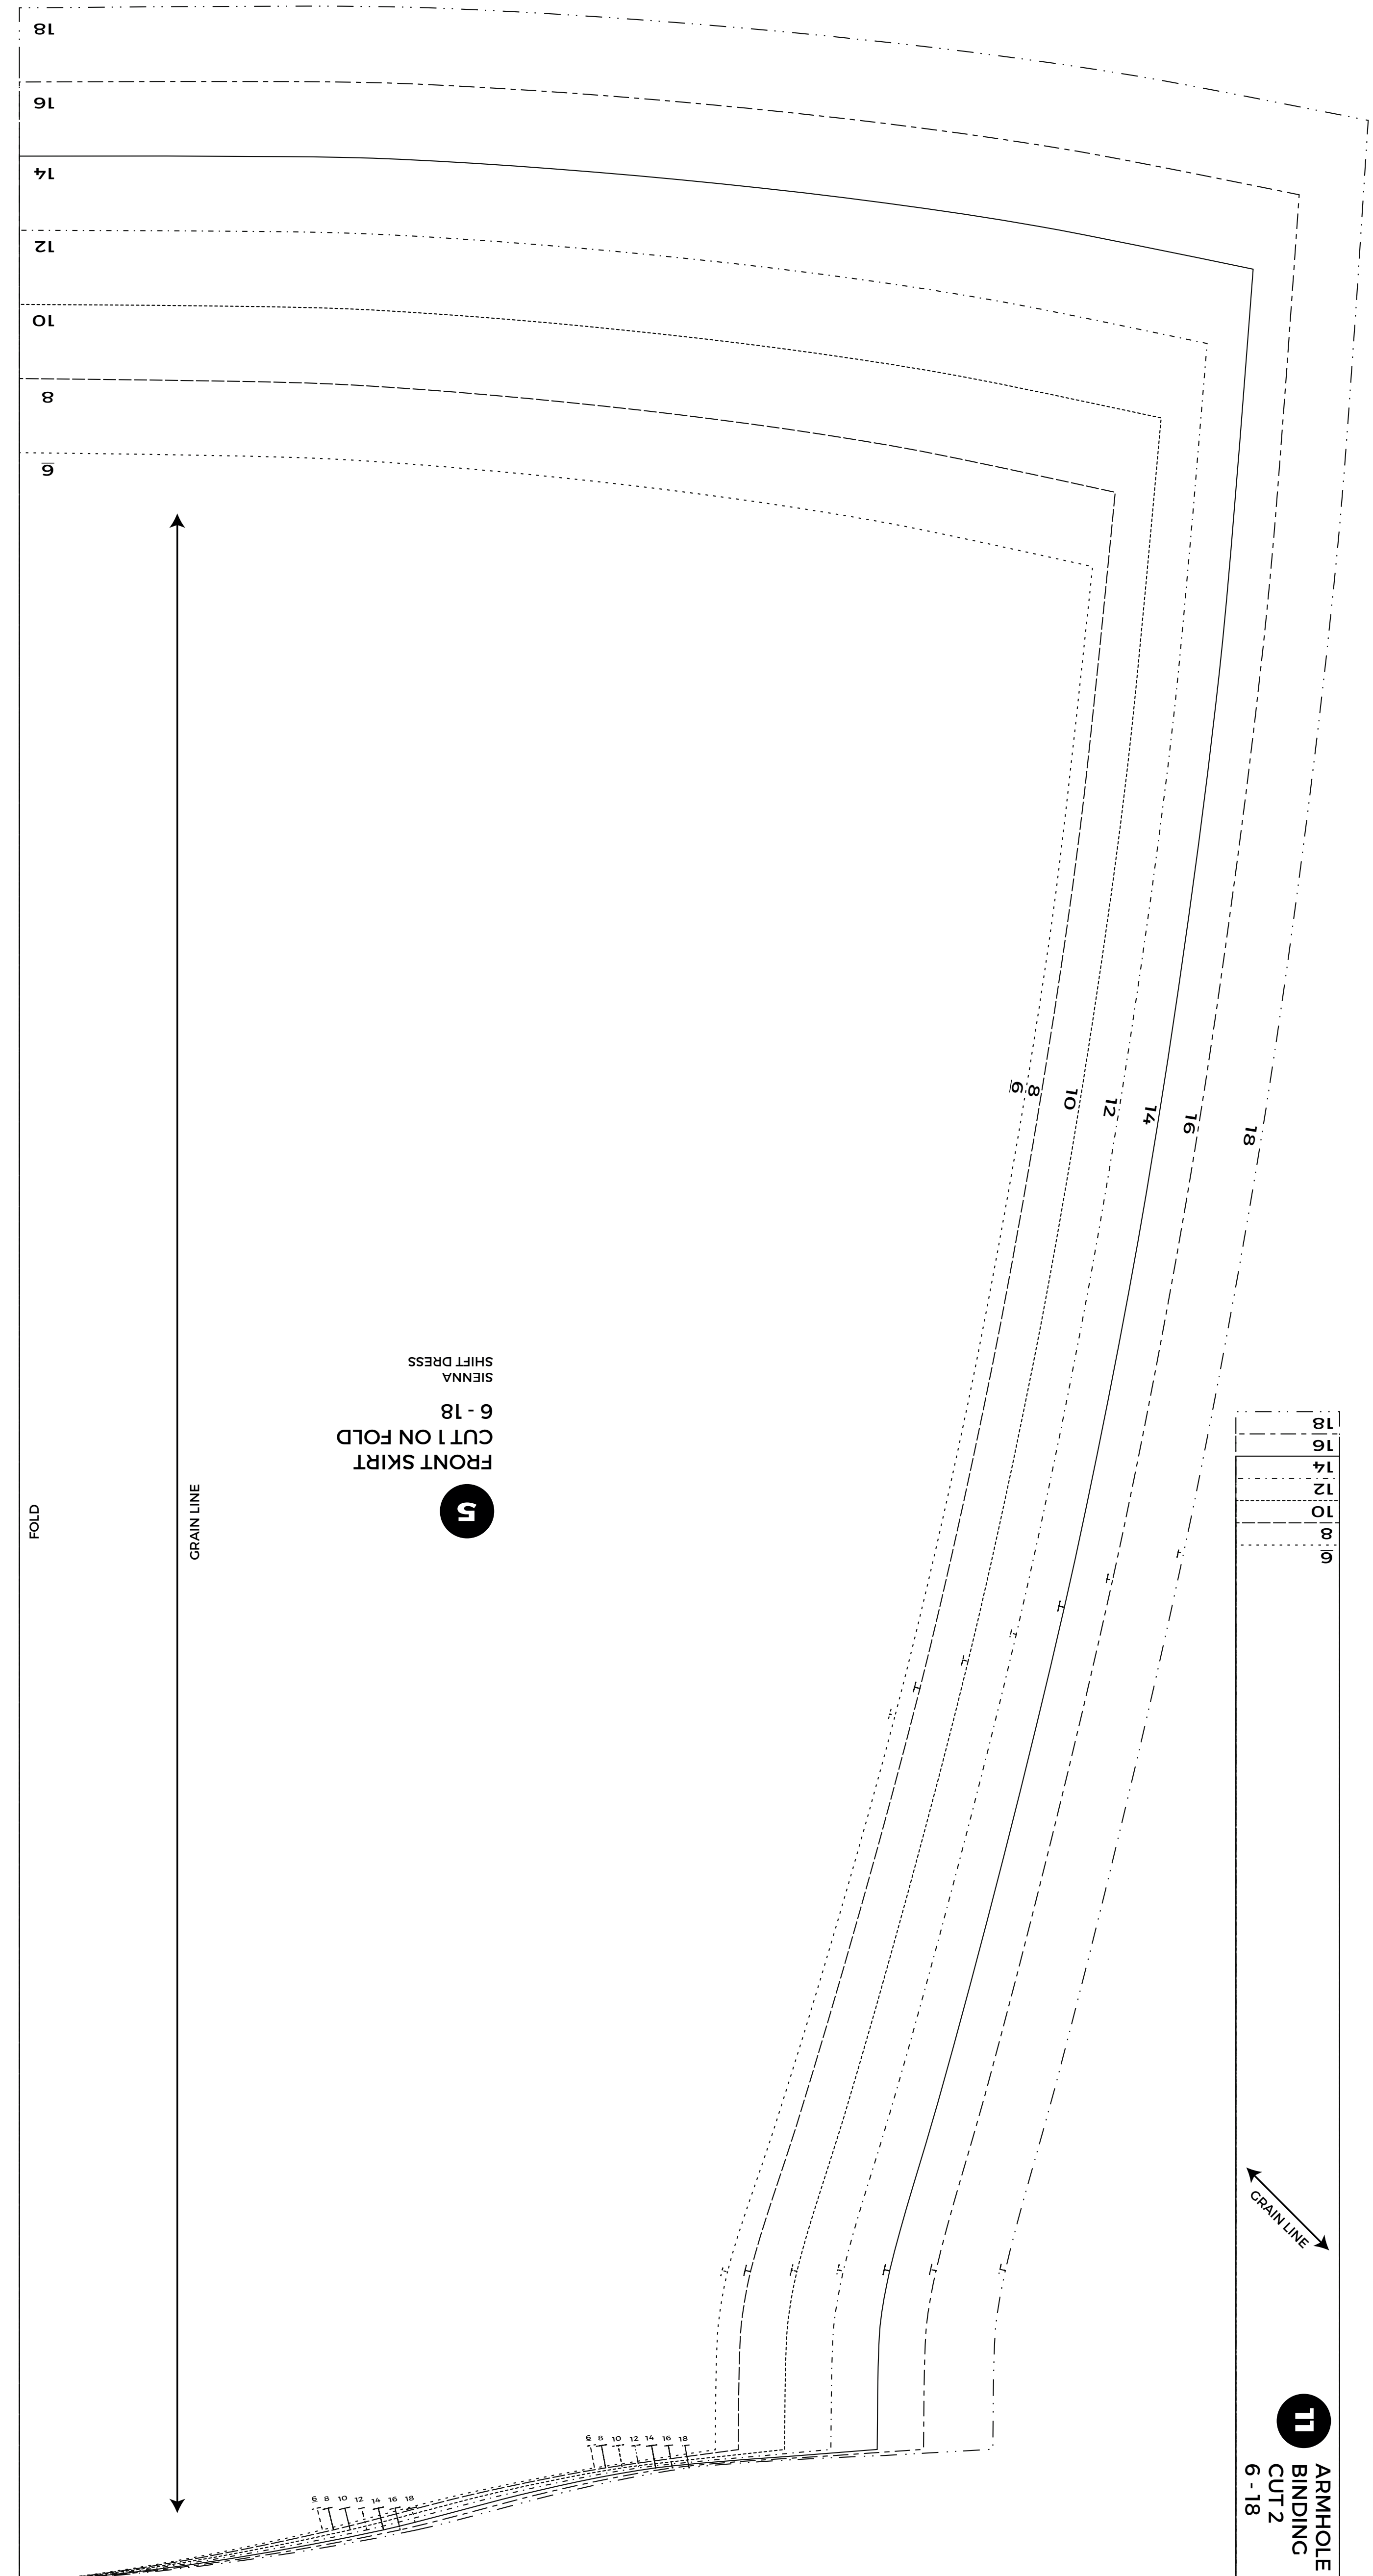 18
16
14
12
10
8
6
6
8
10
12
14
16
18
5
FRONT SKIRT
CUT 1 ON FOLD
6 - 18
SIENNA
SHIFT DRESS
FOLD
GRAIN LINE
18
16
14
12
10
8
6
GRAIN LINE
11
ARMHOLE
BINDING
CUT 2
6 - 18
6 8 10 12 14 16 18
6 8 10 12 14 16 18